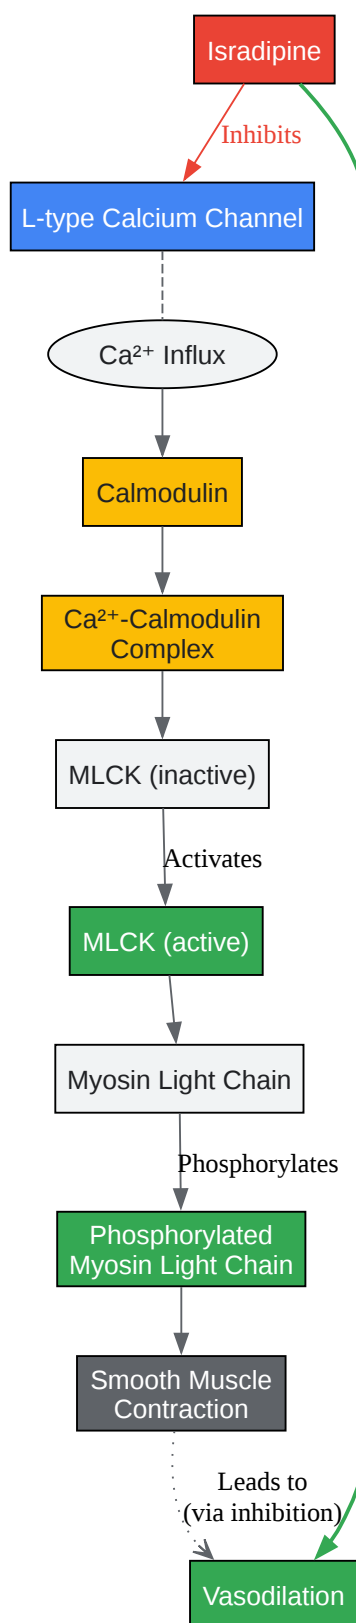 Isradipine
Inhibits
L-type Calcium Channel
Ca²⁺ Influx
Calmodulin
Ca²⁺-Calmodulin
Complex
MLCK (inactive)
Activates
MLCK (active)
Myosin Light Chain
Phosphorylates
Phosphorylated
Myosin Light Chain
Smooth Muscle
Contraction
Leads to
(via inhibition)
Vasodilation